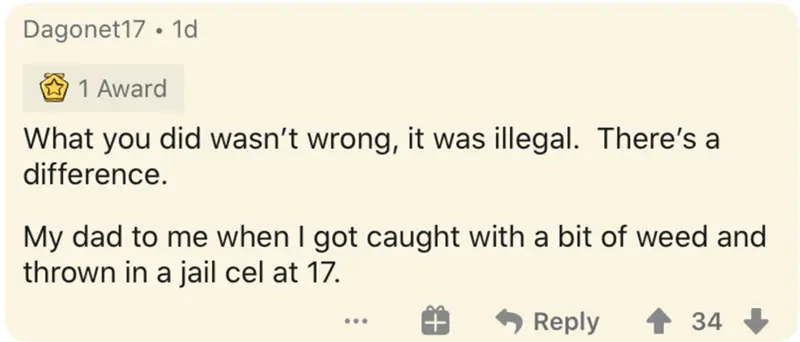 Dagonet17 • 1d
1 Award
What you did wasn't wrong, it was illegal.  There's a
difference.
My dad to me when I got caught with a bit of weed and
thrown in a jail cel at 17.
... Reply 34